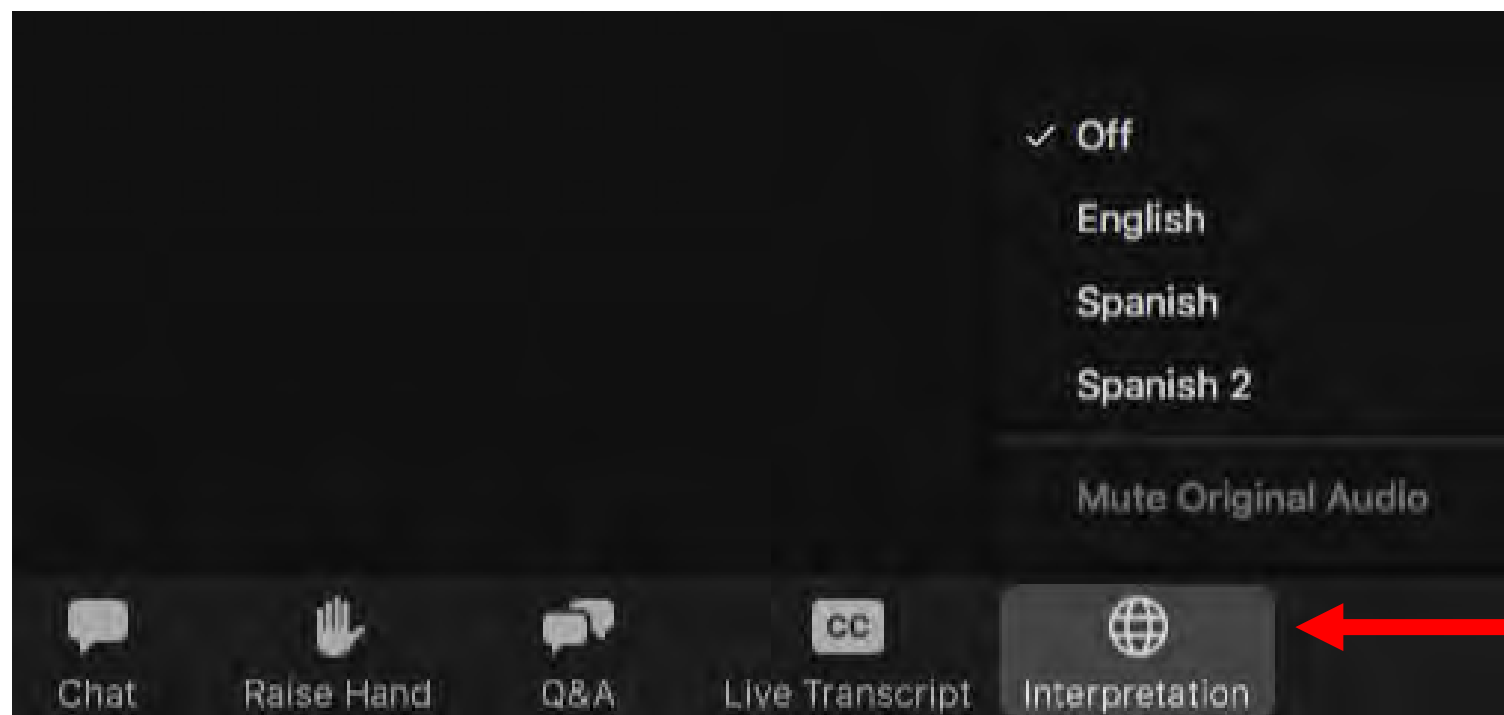 ✓ Off
English
Spanish
Spanish 2
Mute Original Audio
CC
Chat Raise Hand Q&A Live Transcript Interpretation